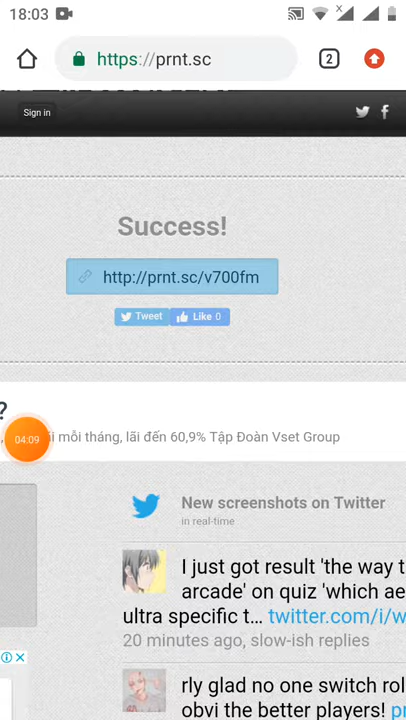 18:03
https://prnt.sc
2
Sign in
Success!
http://prnt.sc/v700fm
Tweet
Like 0
?
04:09
mỗi tháng, lãi đến 60,9% Tập Đoàn Vset Group
New screenshots on Twitter
in real-time
I just got result 'the way t
arcade' on quiz 'which ae
ultra specific t... twitter.com/i/w
20 minutes ago, slow-ish replies
rly glad no one switch rol
obvi the better players! pr